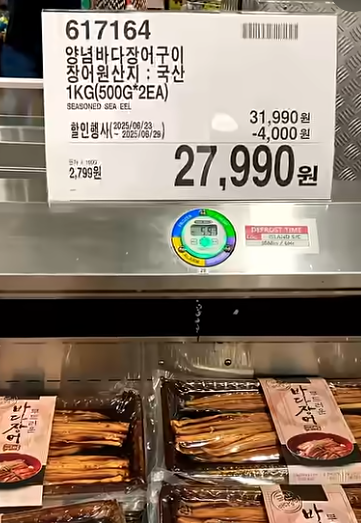 617164
양념바다장어구이
장어원산지 : 국산
1KG(500G*2EA)
SEASONED SEA EEL
31,990원
할인행사(2025/06/23 ~ 2025/06/29)
-4,000원
2,799원
27,990원
DEFROST TIME
바다장어
바다장어